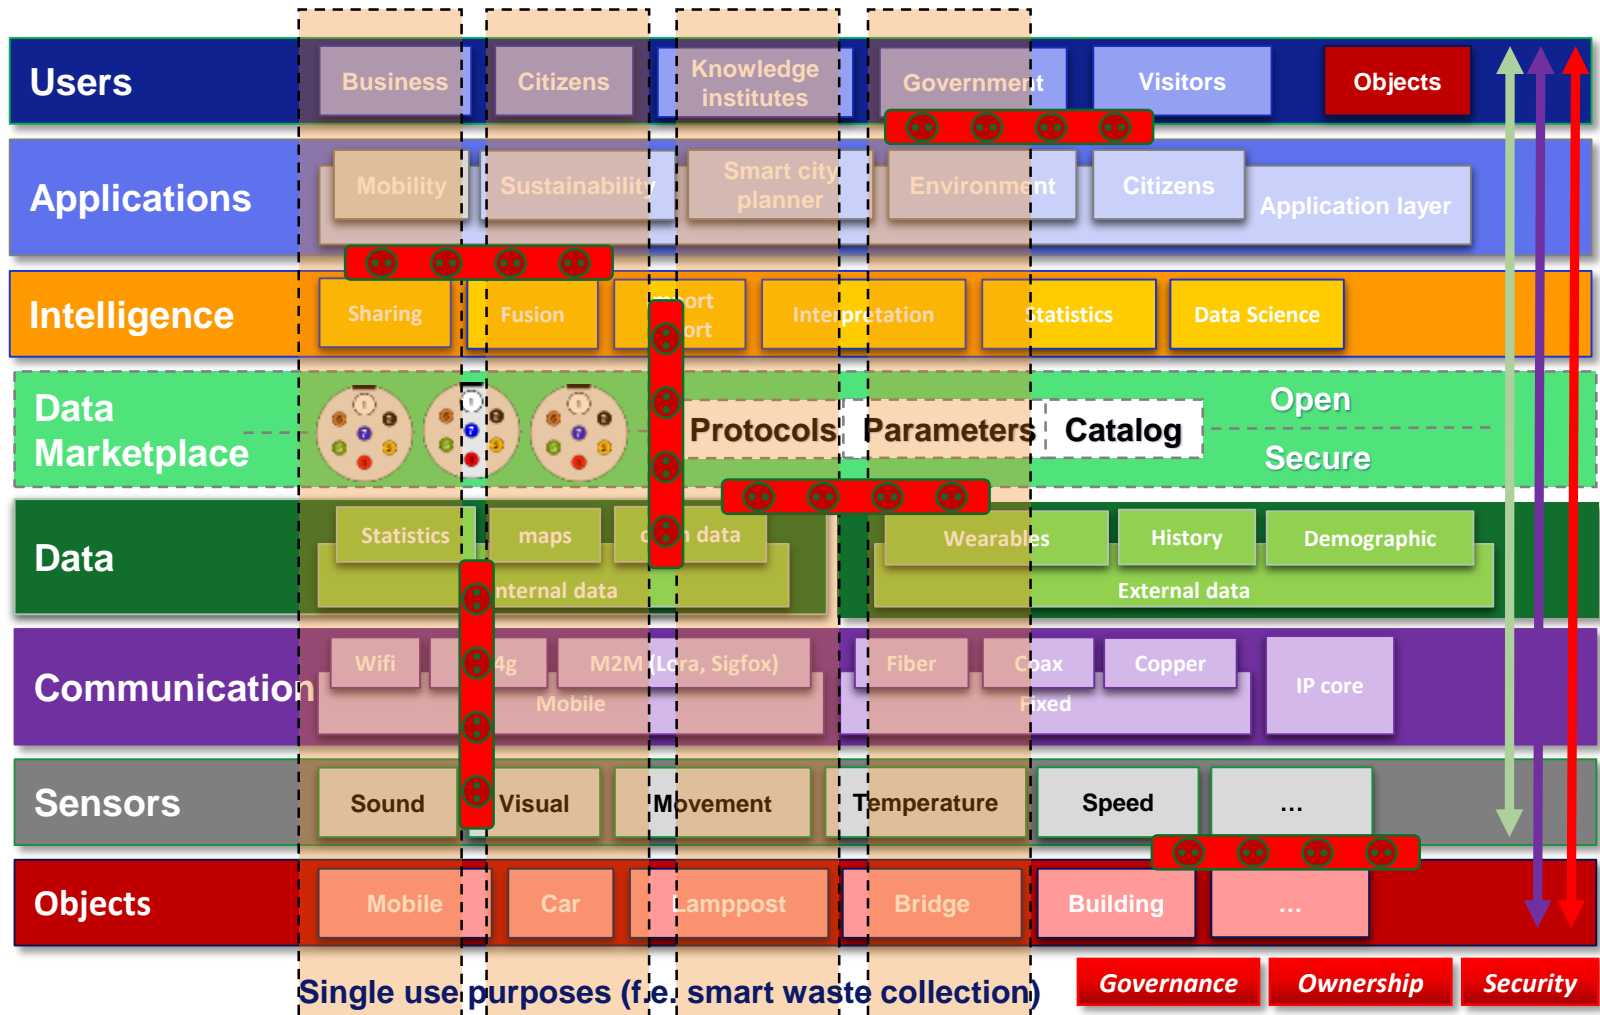 Users
Business
Citizens
Knowledge
institutes
Government
Visitors
Objects
Applications
Mobility
Sustainability
Smart city
planner
Environment
Citizens
Application layer
Intelligence
Sharing
Fusion
Interpretation
Statistics
Data Science
Data
Marketplace
Protocols
Parameters
Catalog
Open
Secure
Data
Statistics
maps
data
Internal data
Wearables
History
Demographic
External data
Communication
Wifi
4g
M2M (Lora, Sigfox)
Mobile
Fiber
Coax
Copper
Fixed
IP core
Sensors
Sound
Visual
Movement
Temperature
Speed
...
Objects
Mobile
Car
Lamppost
Bridge
Building
...
Single use purposes (f.e. smart waste collection)
Governance
Ownership
Security